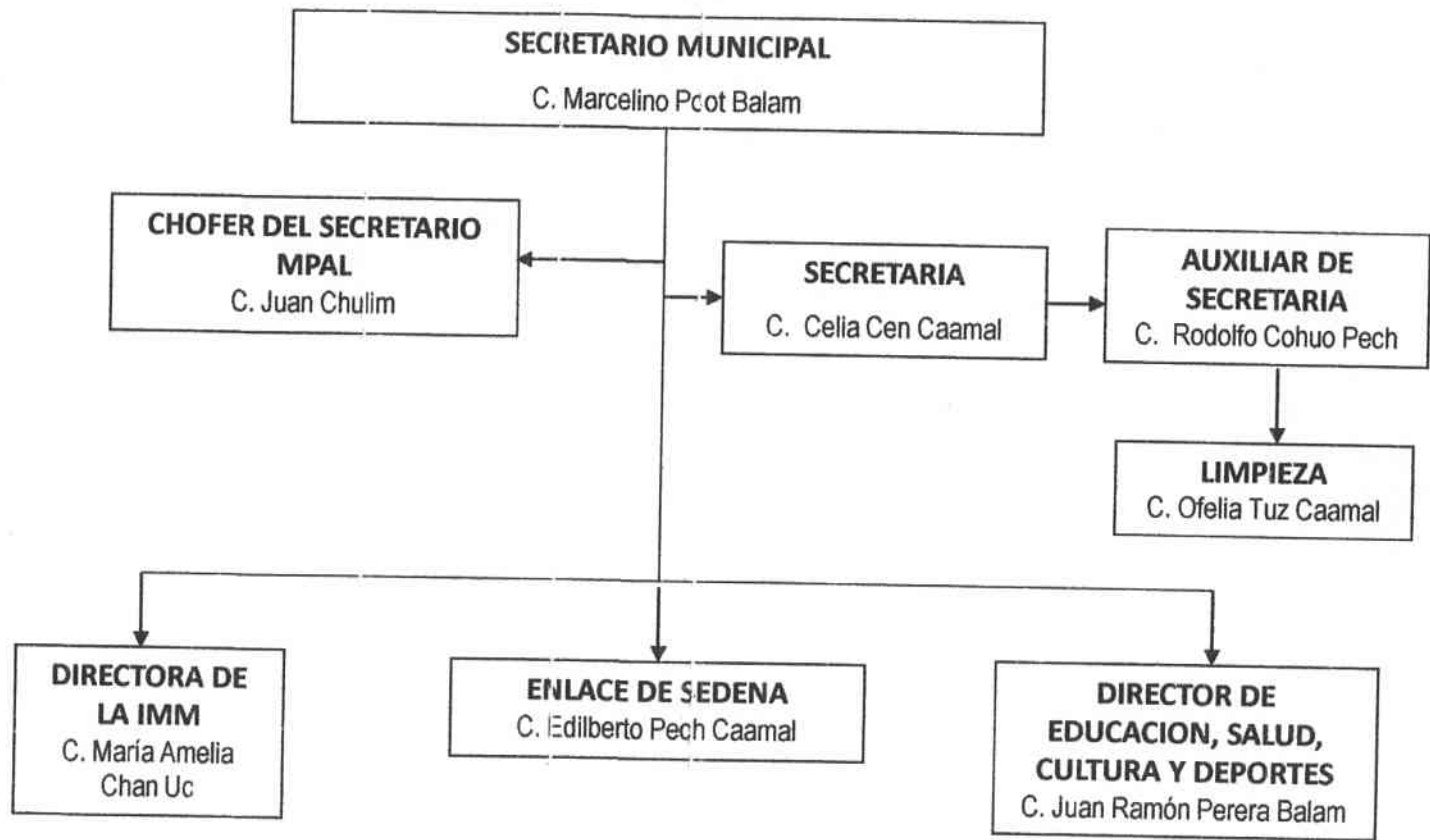 SECRETARIO MUNICIPAL
C. Marcelino Poot Balam
CHOFER DEL SECRETARIO
MPAL
C. Juan Chulim
SECRETARIA
C. Celia Cen Caamal
AUXILIAR DE
SECRETARIA
C. Rodolfo Cohuo Pech
LIMPIEZA
C. Ofelia Tuz Caamal
DIRECTORA DE
LA IMM
C. María Amelia
Chan Uc
ENLACE DE SEDENA
C. Edilberto Pech Caamal
DIRECTOR DE
EDUCACION, SALUD,
CULTURA Y DEPORTES
C. Juan Ramón Perera Balam